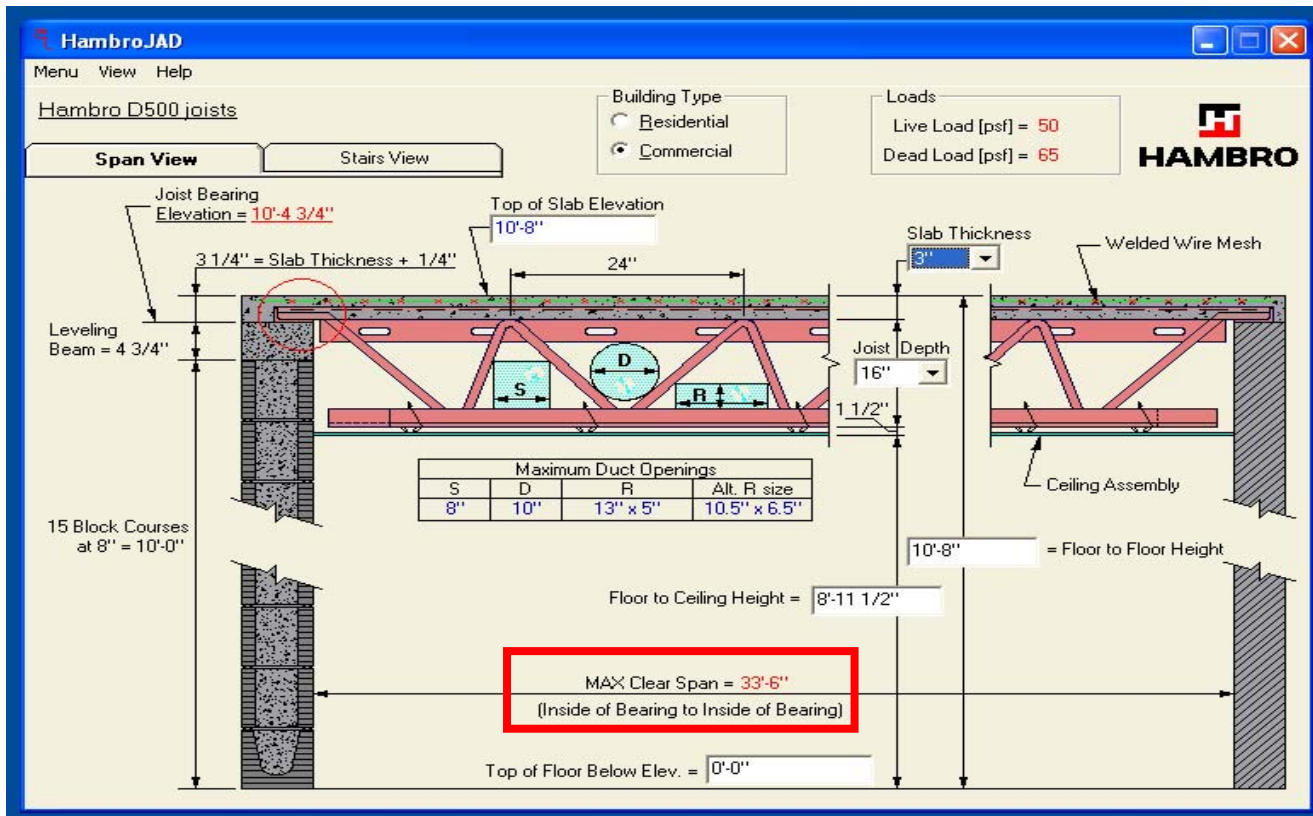 HambroJAD
Menu View Help
Hambro D500 joists
Building Type
Residential
Commercial
Loads
Live Load [psf] = 50
Dead Load [psf] = 65
HAMBRO
Span View
Stairs View
Joist Bearing
Elevation = 10'-4 3/4"
Top of Slab Elevation
10'-8"
Slab Thickness
3"
Welded Wire Mesh
3 1/4" = Slab Thickness + 1/4"
24"
Leveling
Beam = 4 3/4"
Joist Depth
16"
D
S
R
1 1/2"
Maximum Duct Openings
S D R Alt. R size
8" 10" 13" x 5" 10.5" x 6.5"
Ceiling Assembly
15 Block Courses
at 8" = 10'-0"
10'-8" = Floor to Floor Height
Floor to Ceiling Height = 8'-11 1/2"
MAX Clear Span = 33'-6"
(Inside of Bearing to Inside of Bearing)
Top of Floor Below Elev. = 0'-0"